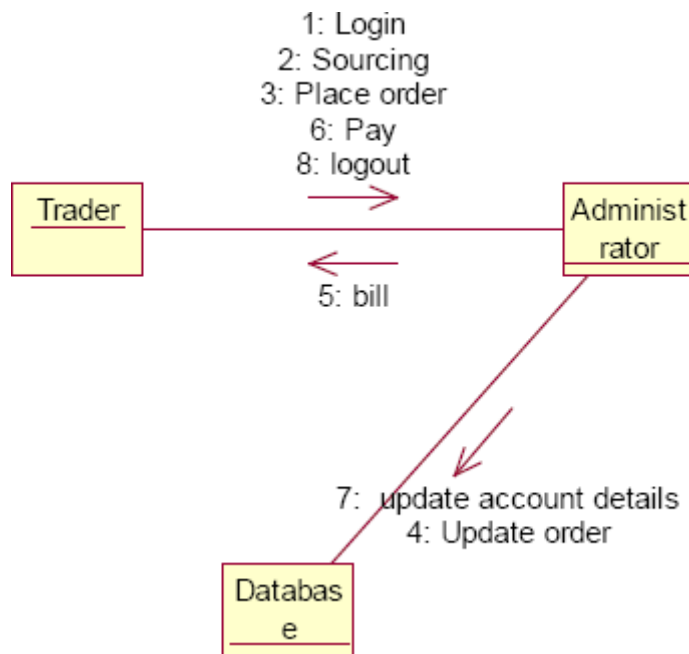 1: Login
2: Sourcing
3: Place order
6: Pay
8: logout
Trader
Administ
rator
5: bill
7: update account details
4: Update order
Databas
e